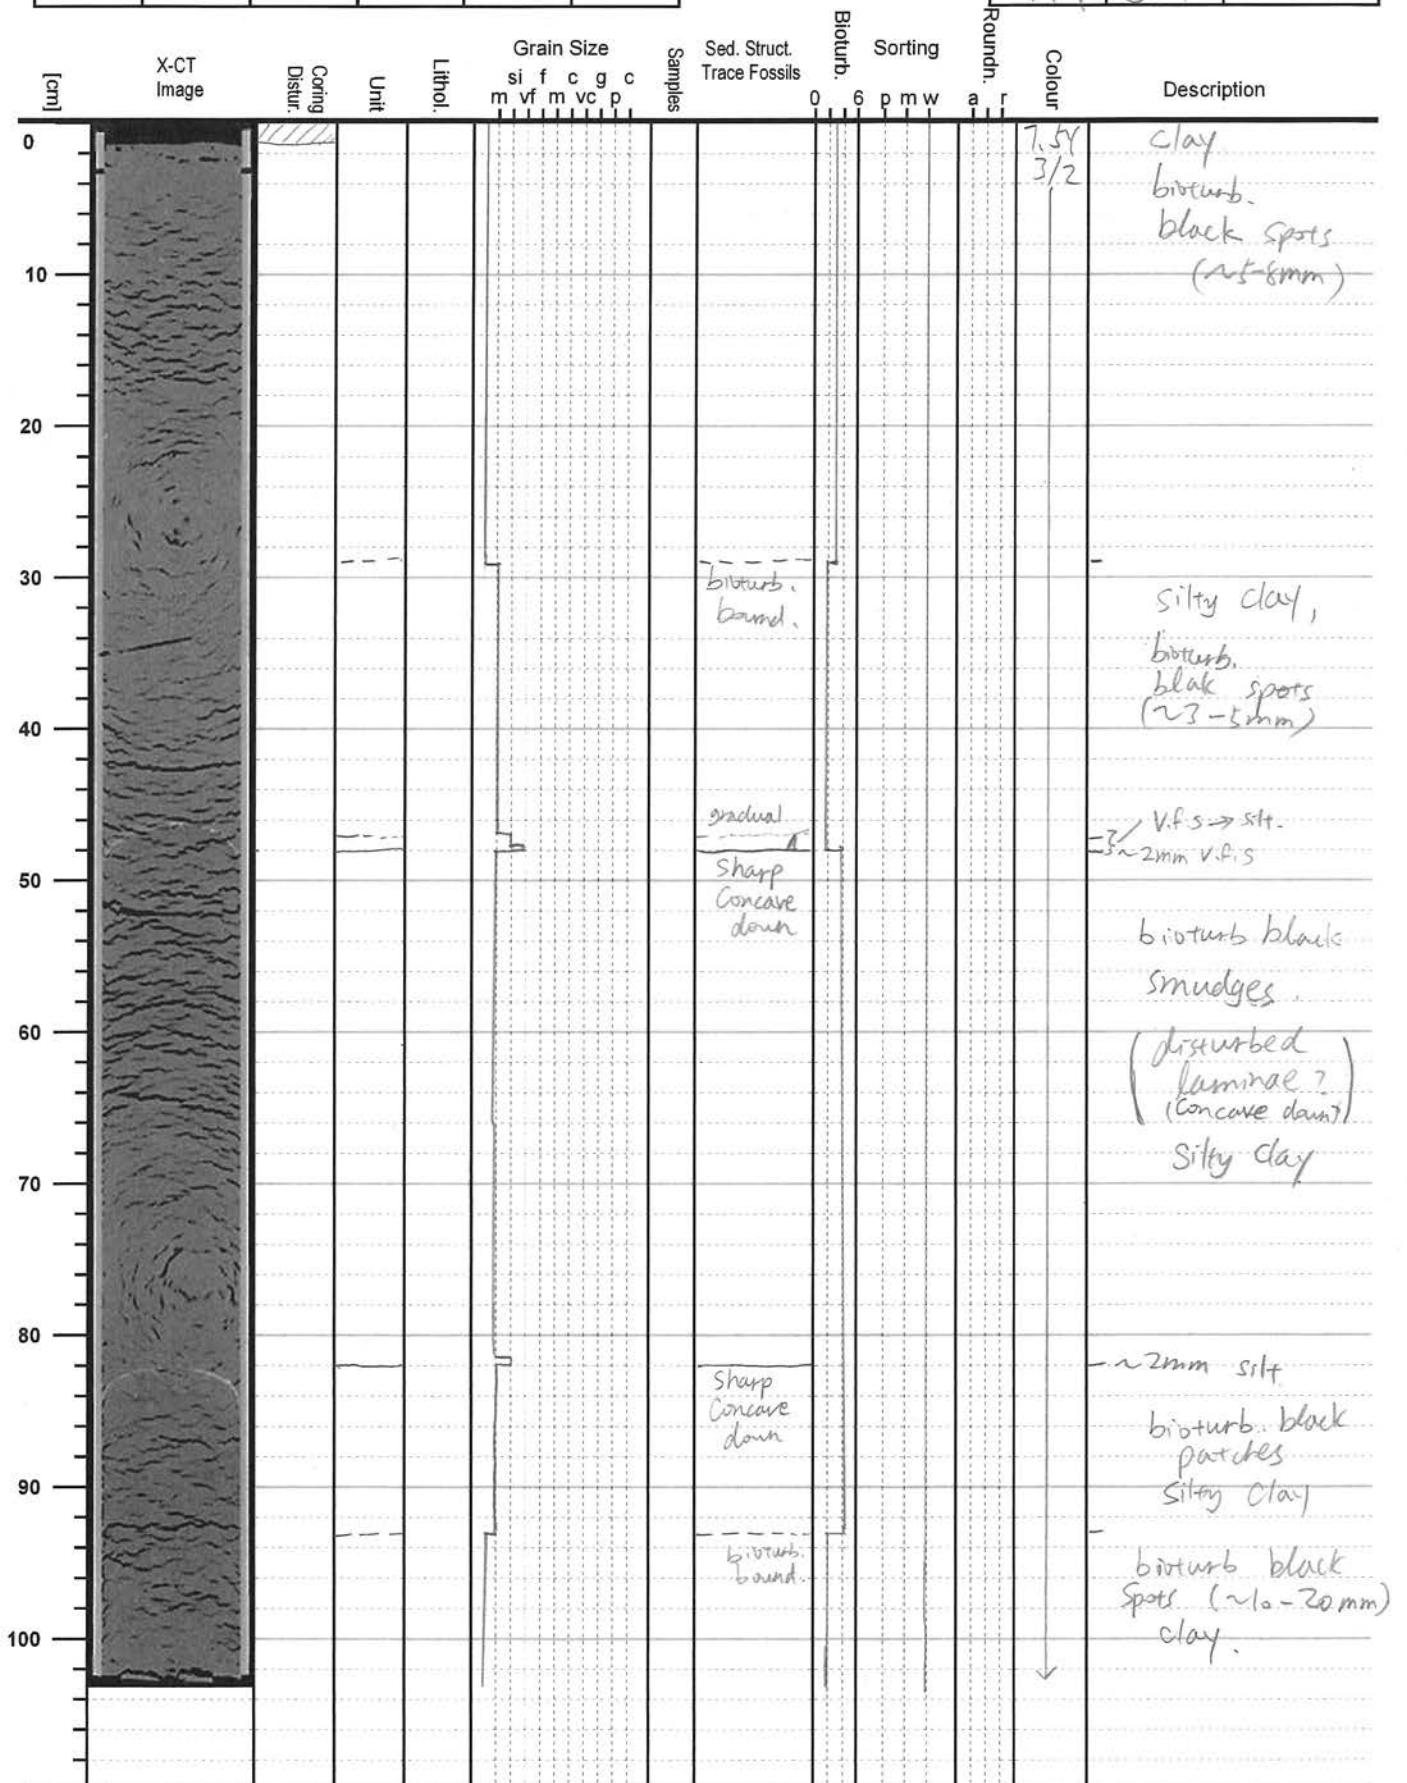 [cm]
X-CT
Image
Coring
Distur.
Unit
Lithol.
Grain Size
si f c g c
m vf m vc p
Samples
Sed. Struct.
Trace Fossils
Bioturb.
0 6
Sorting
p m w
Roundn.
a r
Colour
Description
0
7.5Y
3/2
clay
bioturb.
black spots
(~5-8mm)
10
20
30
bioturb.
bound.
silty clay,
bioturb.
blak spots
(~3-5mm)
40
gradual
V.f.s → silt.
~2mm v.f.s
sharp
Concave
down
50
bioturb black
smudges.
60
(disturbed
laminae?
(Concave down?))
Silty clay
70
80
~2mm silt
Sharp
Concave
down
bioturb. black
patches
Silty Clay
90
bioturb.
bound.
bioturb black
Spots (~10-20mm)
clay.
100